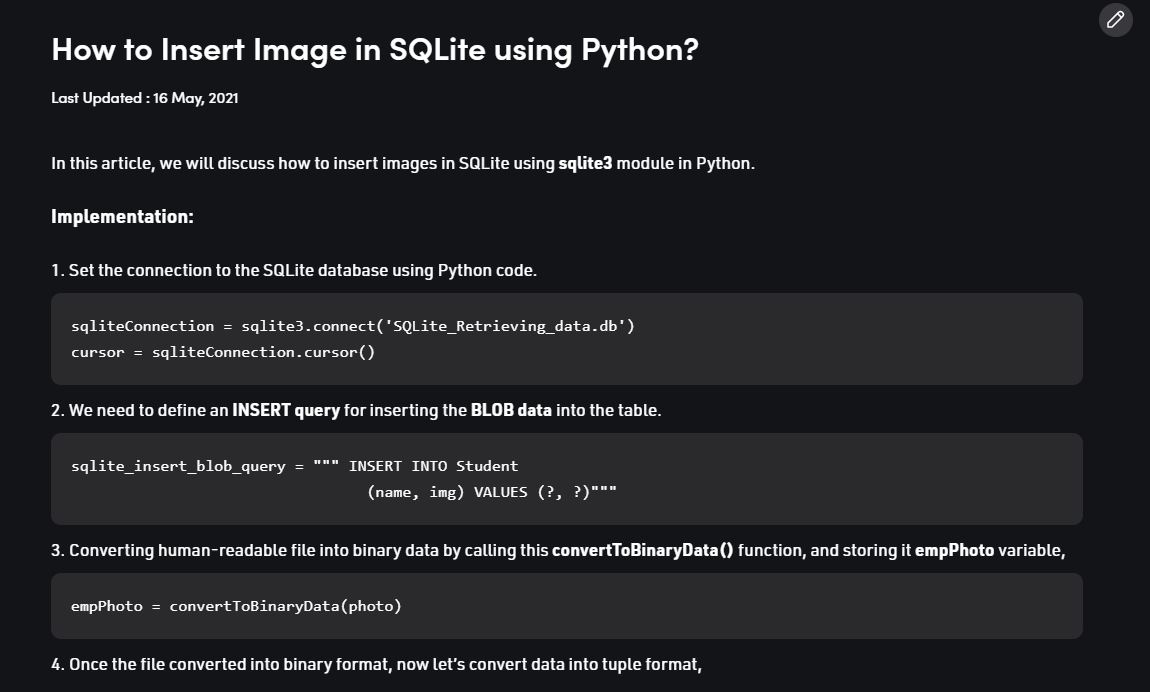 How to Insert Image in SQLite using Python?
Last Updated : 16 May, 2021
In this article, we will discuss how to insert images in SQLite using sqlite3 module in Python.
Implementation:
1. Set the connection to the SQLite database using Python code.
sqliteConnection = sqlite3.connect('SQLite_Retrieving_data.db')
cursor = sqliteConnection.cursor()
2. We need to define an INSERT query for inserting the BLOB data into the table.
sqlite_insert_blob_query = """ INSERT INTO Student
(name, img) VALUES (?, ?)"""
3. Converting human-readable file into binary data by calling this convertToBinaryData() function, and storing it empPhoto variable,
empPhoto = convertToBinaryData(photo)
4. Once the file converted into binary format, now let’s convert data into tuple format,